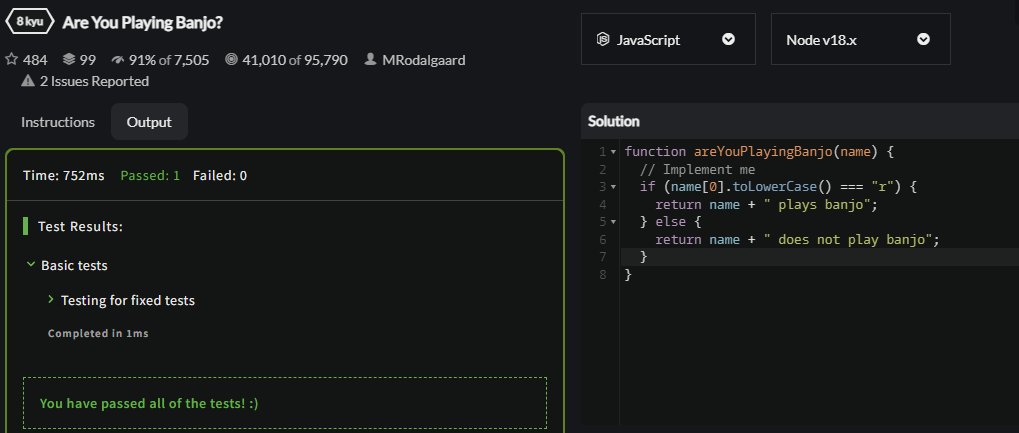 8 kyu Are You Playing Banjo?
484 99 91% of 7,505 41,010 of 95,790 MRodalgaard
2 Issues Reported
Instructions Output
Time: 752ms Passed: 1 Failed: 0
Test Results:
Basic tests
Testing for fixed tests
Completed in 1ms
You have passed all of the tests! :)
JavaScript Node v18.x
Solution
1 function areYouPlayingBanjo(name) {
2 // Implement me
3 if (name[0].toLowerCase() === "r") {
4 return name + " plays banjo";
5 } else {
6 return name + " does not play banjo";
7 }
8 }